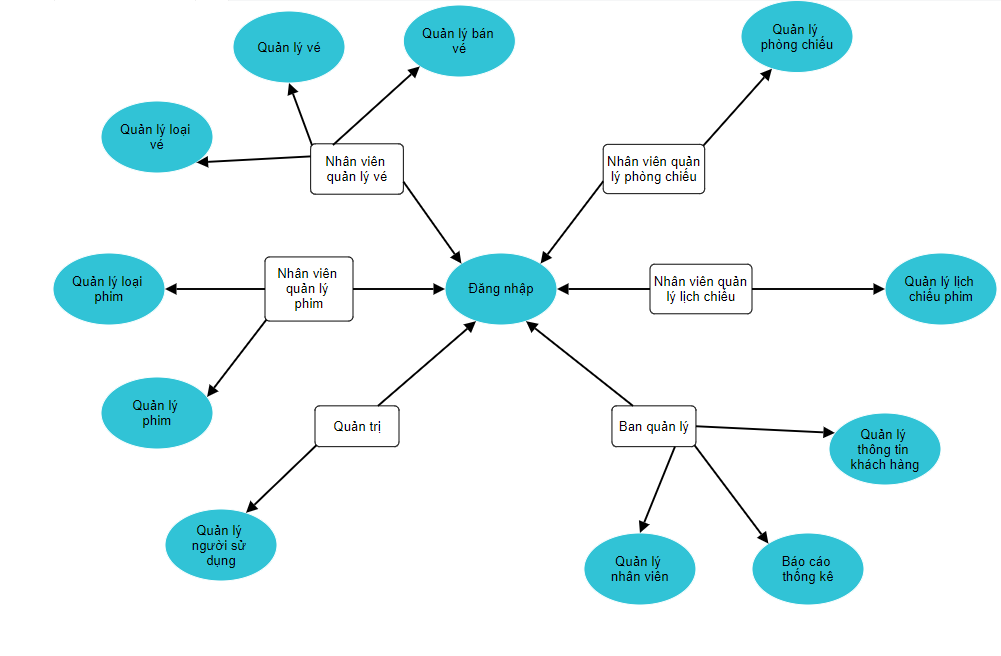 Quản lý
phòng chiếu
Quản lý bán
vé
Quản lý vé
Quản lý loại
vé
Nhân viên
quản lý vé
Nhân viên quản
lý phòng chiếu
Quản lý loại
phim
Nhân viên
quản lý
phim
Đăng nhập
Nhân viên quản
lý lịch chiếu
Quản lý lịch
chiếu phim
Quản lý
phim
Quản trị
Ban quản lý
Quản lý
thông tin
khách hàng
Quản lý
người sử
dụng
Quản lý
nhân viên
Báo cáo
thống kê